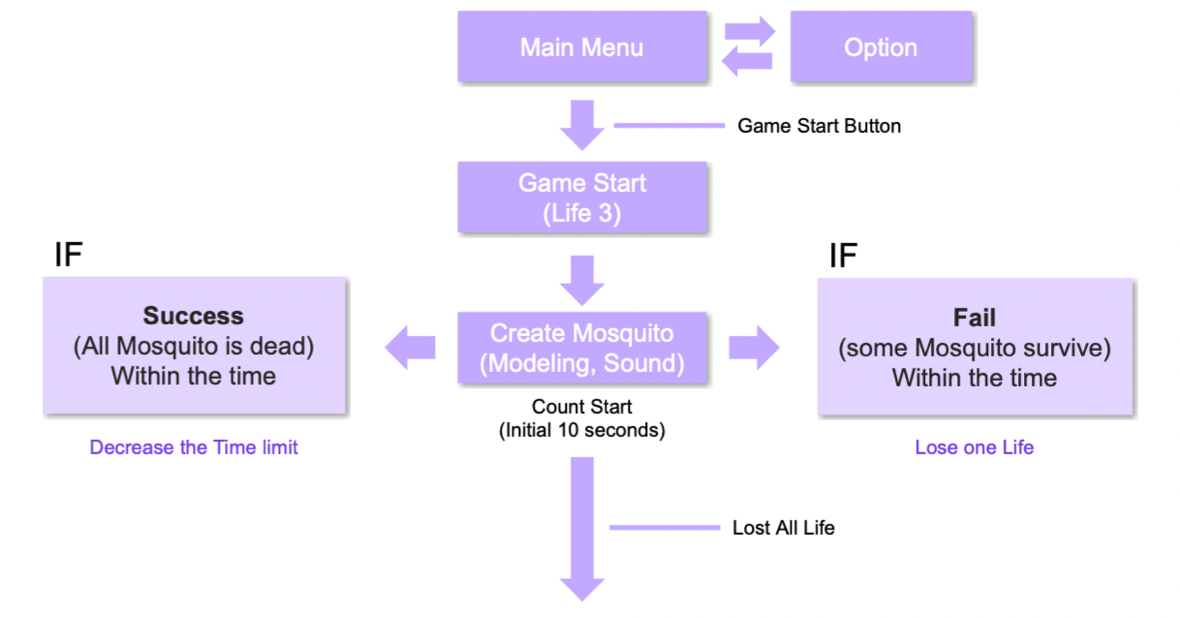 Main Menu
Option
Game Start Button
Game Start
(Life 3)
IF
Success
(All Mosquito is dead)
Within the time
Decrease the Time limit
Create Mosquito
(Modeling, Sound)
Count Start
(Initial 10 seconds)
IF
Fail
(some Mosquito survive)
Within the time
Lose one Life
Lost All Life